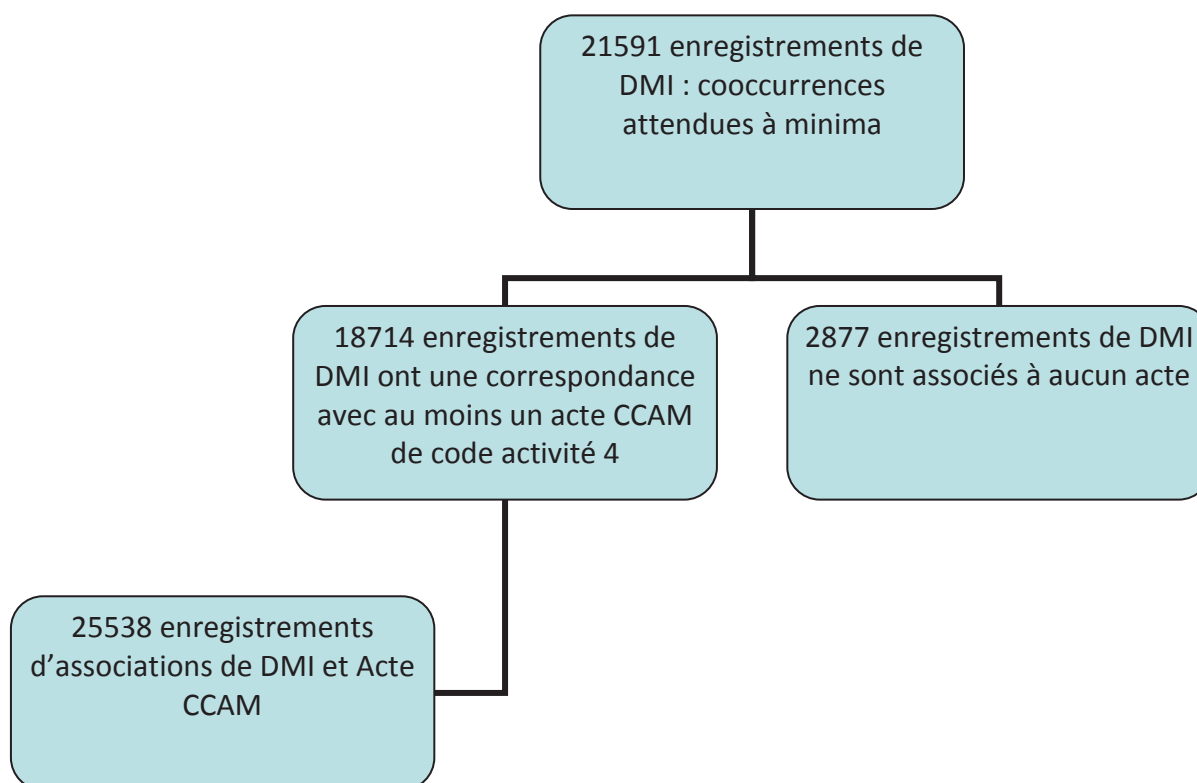 21591 enregistrements de
DMI : cooccurrences
attendues à minima
18714 enregistrements de
DMI ont une correspondance
avec au moins un acte CCAM
de code activité 4
2877 enregistrements de DMI
ne sont associés à aucun acte
25538 enregistrements
d’associations de DMI et Acte
CCAM